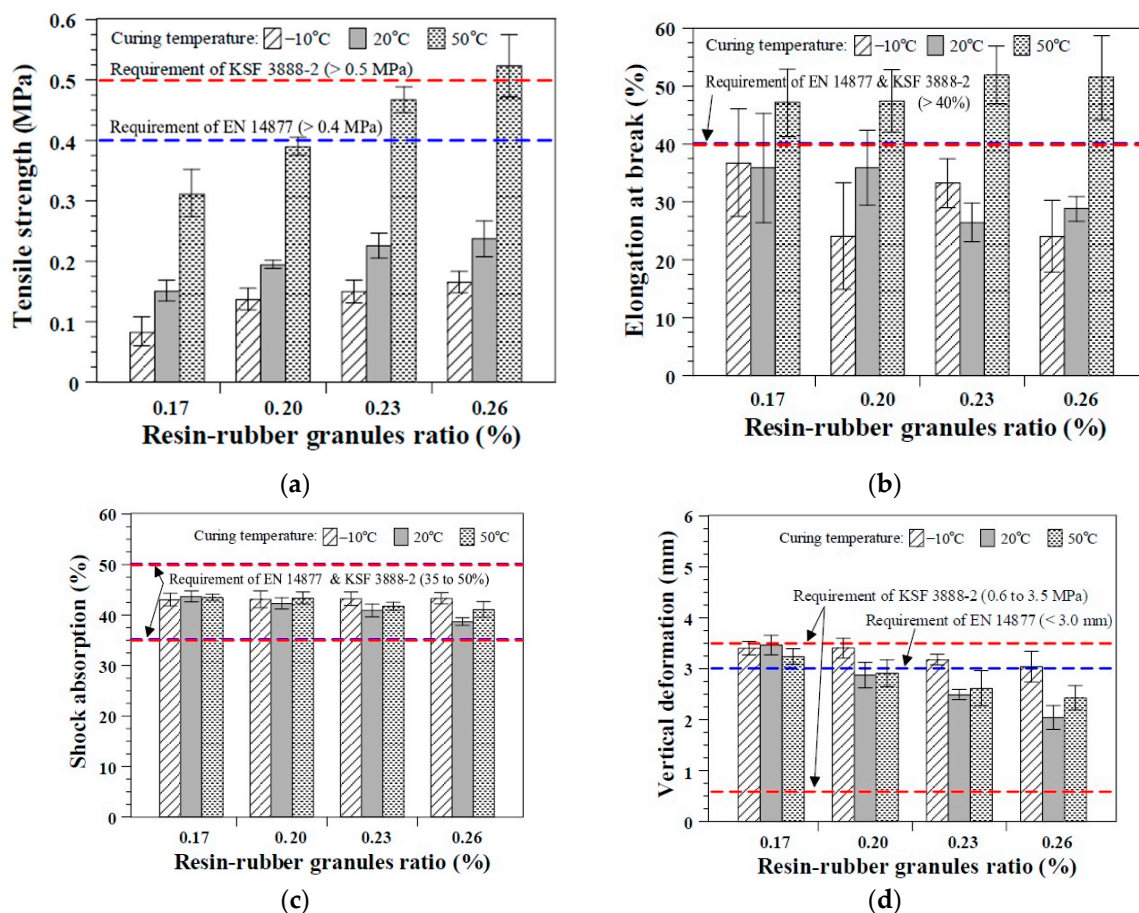 Tensile strength (MPa)
0.6
0.5
0.4
0.3
0.2
0.1
0
Curing temperature: −10°C 20°C 50°C
Requirement of KSF 3888-2 (> 0.5 MPa)
Requirement of EN 14877 (> 0.4 MPa)
0.17 0.20 0.23 0.26
Resin-rubber granules ratio (%)
(a)
Elongation at break (%)
60
50
40
30
20
10
0
Curing temperature: −10°C 20°C 50°C
Requirement of EN 14877 & KSF 3888-2
(> 40%)
0.17 0.20 0.23 0.26
Resin-rubber granules ratio (%)
(b)
Shock absorption (%)
60
50
40
30
20
10
0
Curing temperature: −10°C 20°C 50°C
Requirement of EN 14877 & KSF 3888-2 (35 to 50%)
0.17 0.20 0.23 0.26
Resin-rubber granules ratio (%)
(c)
Vertical deformation (mm)
6
5
4
3
2
1
0
Curing temperature: −10°C 20°C 50°C
Requirement of KSF 3888-2 (0.6 to 3.5 MPa)
Requirement of EN 14877 (< 3.0 mm)
0.17 0.20 0.23 0.26
Resin-rubber granules ratio (%)
(d)